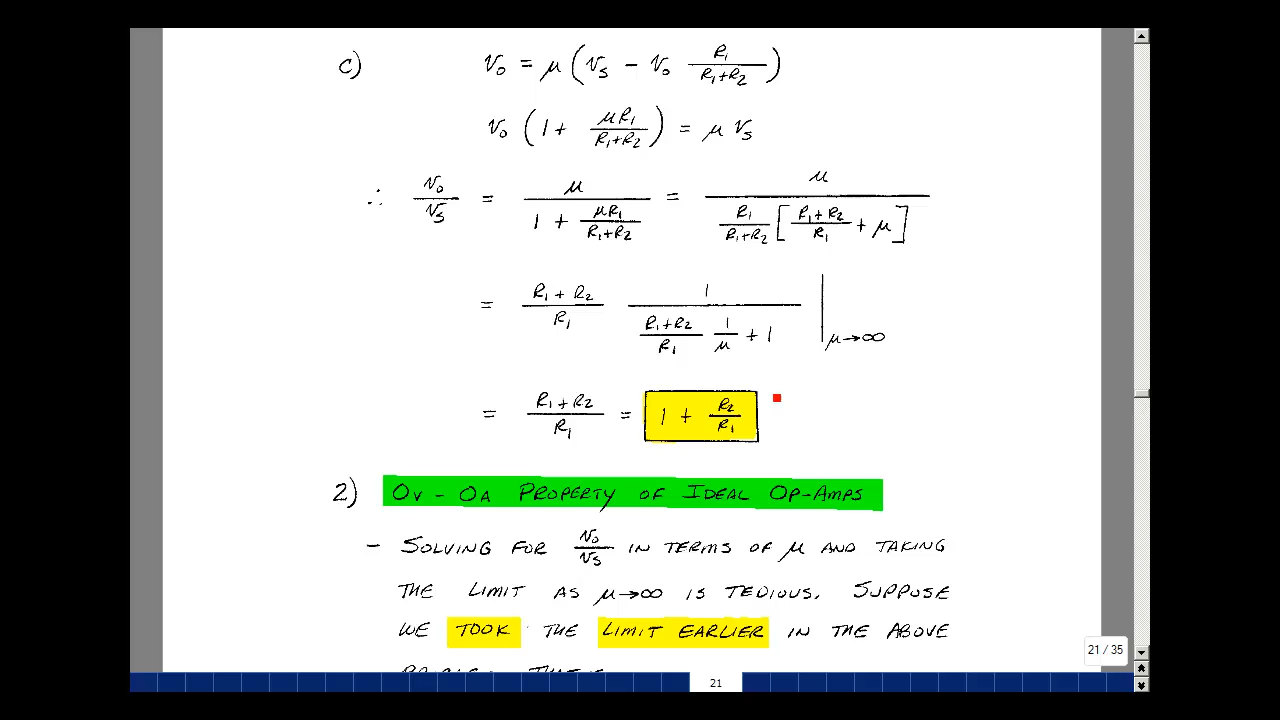 c) v₀ = μ (vₛ − v₀ R₁/(R₁+R₂))
v₀ (1 + μR₁/(R₁+R₂)) = μ vₛ
∴ v₀/vₛ = μ/(1 + μR₁/(R₁+R₂)) = μ/(R₁/(R₁+R₂) [(R₁+R₂)/R₁ + μ])
= (R₁+R₂)/R₁ 1/((R₁+R₂)/R₁ 1/μ + 1) |μ→∞
= (R₁+R₂)/R₁ = 1 + R₂/R₁
2) 0v - 0A PROPERTY OF IDEAL OP-AMPS
- SOLVING FOR v₀/vₛ IN TERMS OF μ AND TAKING
THE LIMIT AS μ→∞ IS TEDIOUS. SUPPOSE
WE TOOK THE LIMIT EARLIER IN THE ABOVE
21 / 35
21